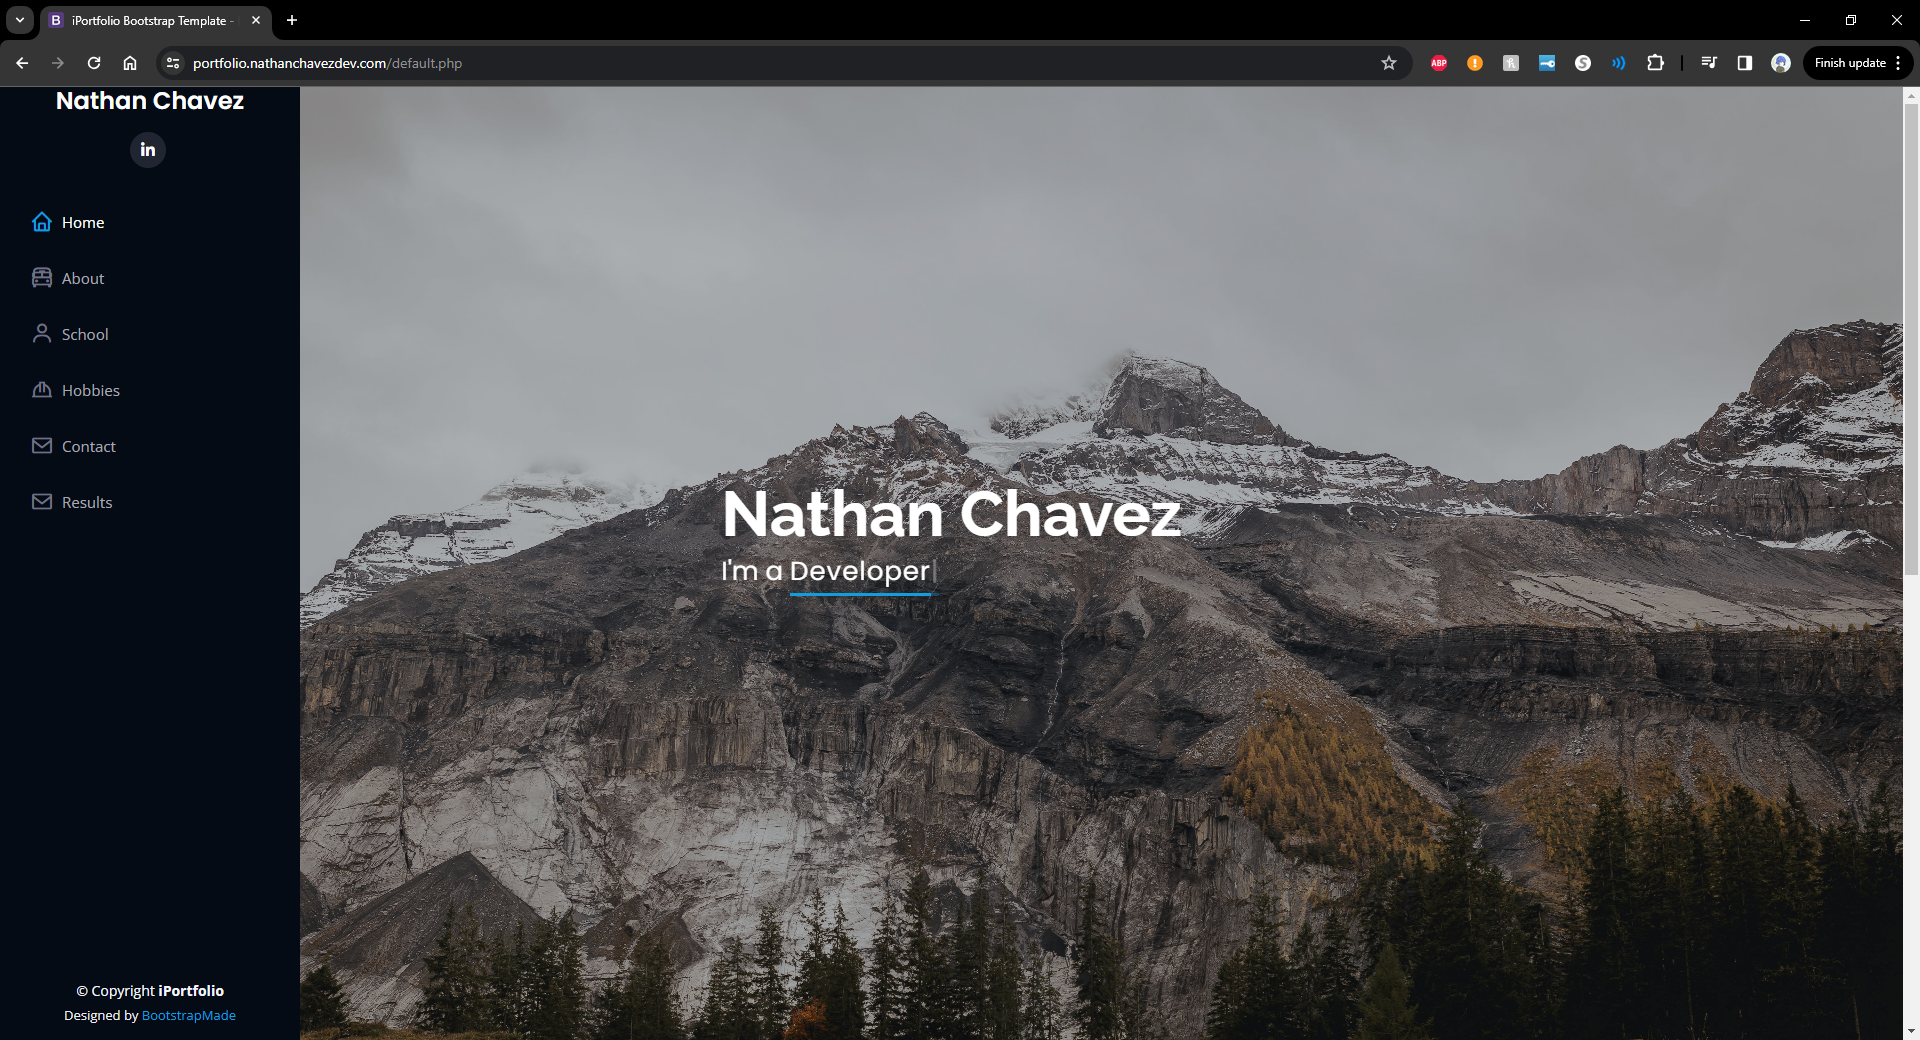 iPortfolio Bootstrap Template -
portfolio.nathanchavezdev.com/default.php
ABP
Finish update
Nathan Chavez
in
Home
About
School
Hobbies
Contact
Results
Nathan Chavez
I'm a Developer|
© Copyright iPortfolio
Designed by BootstrapMade